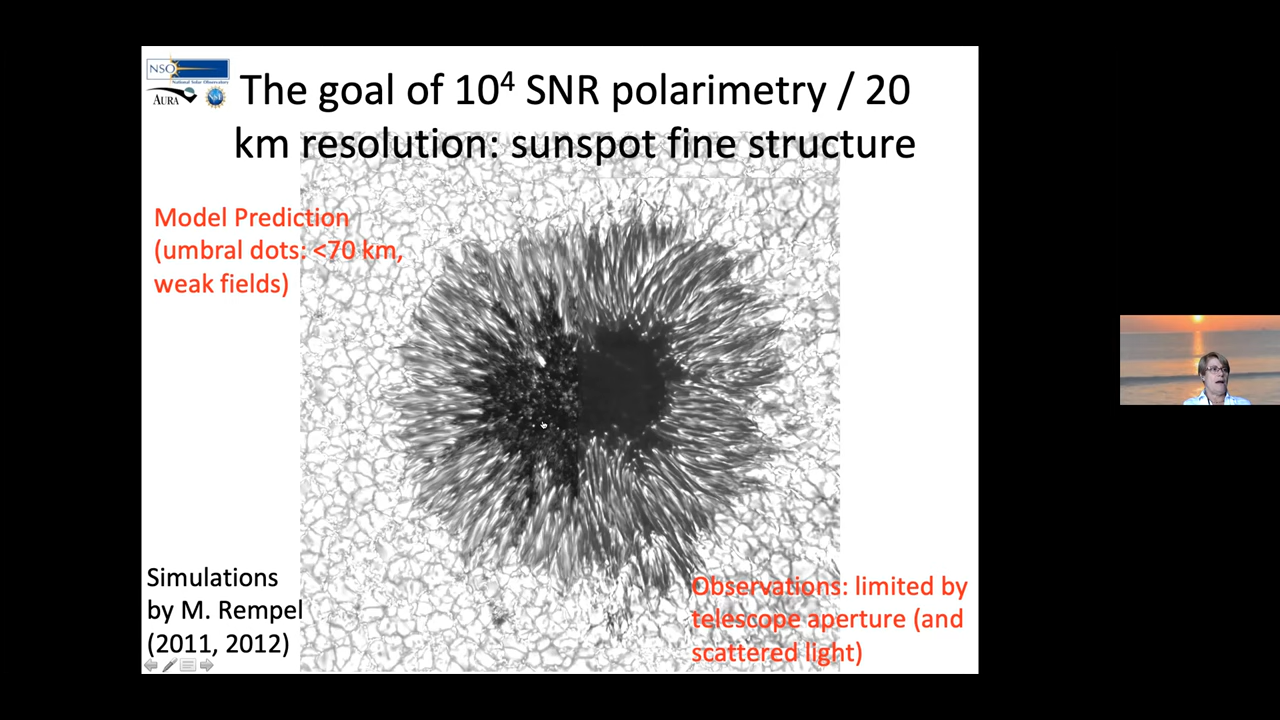 NSO
National Solar Observatory
AURA
NSF
The goal of 10⁴ SNR polarimetry / 20
km resolution: sunspot fine structure
Model Prediction
(umbral dots: <70 km,
weak fields)
Simulations
by M. Rempel
(2011, 2012)
Observations: limited by
telescope aperture (and
scattered light)